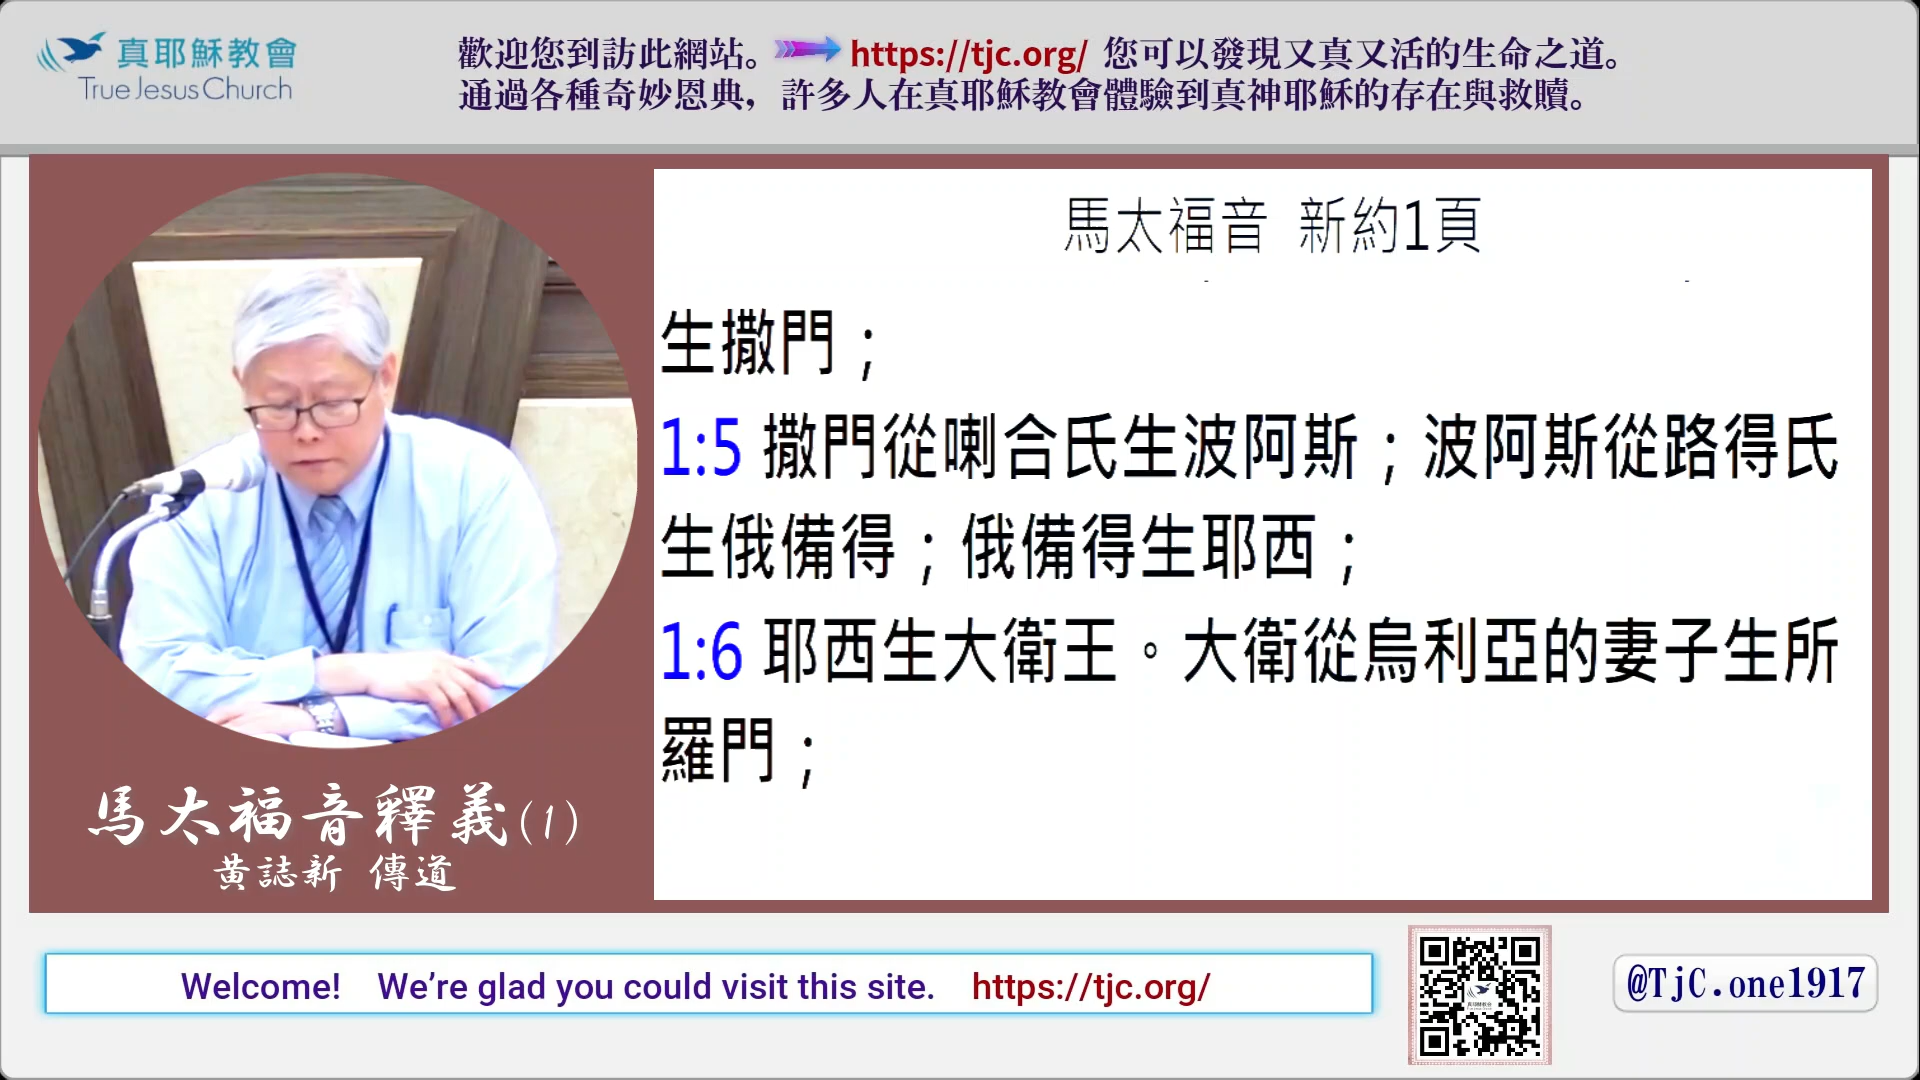 真耶穌教會
True Jesus Church
歡迎您到訪此網站。 https://tjc.org/ 您可以發現又真又活的生命之道。
通過各種奇妙恩典，許多人在真耶穌教會體驗到真神耶穌的存在與救贖。
馬太福音 新約1頁
生撒門；
1:5 撒門從喇合氏生波阿斯；波阿斯從路得氏
生俄備得；俄備得生耶西；
1:6 耶西生大衛王。大衛從烏利亞的妻子生所
羅門；
馬太福音釋義(1)
黃誌新 傳道
Welcome! We’re glad you could visit this site. https://tjc.org/
@TjC.one1917